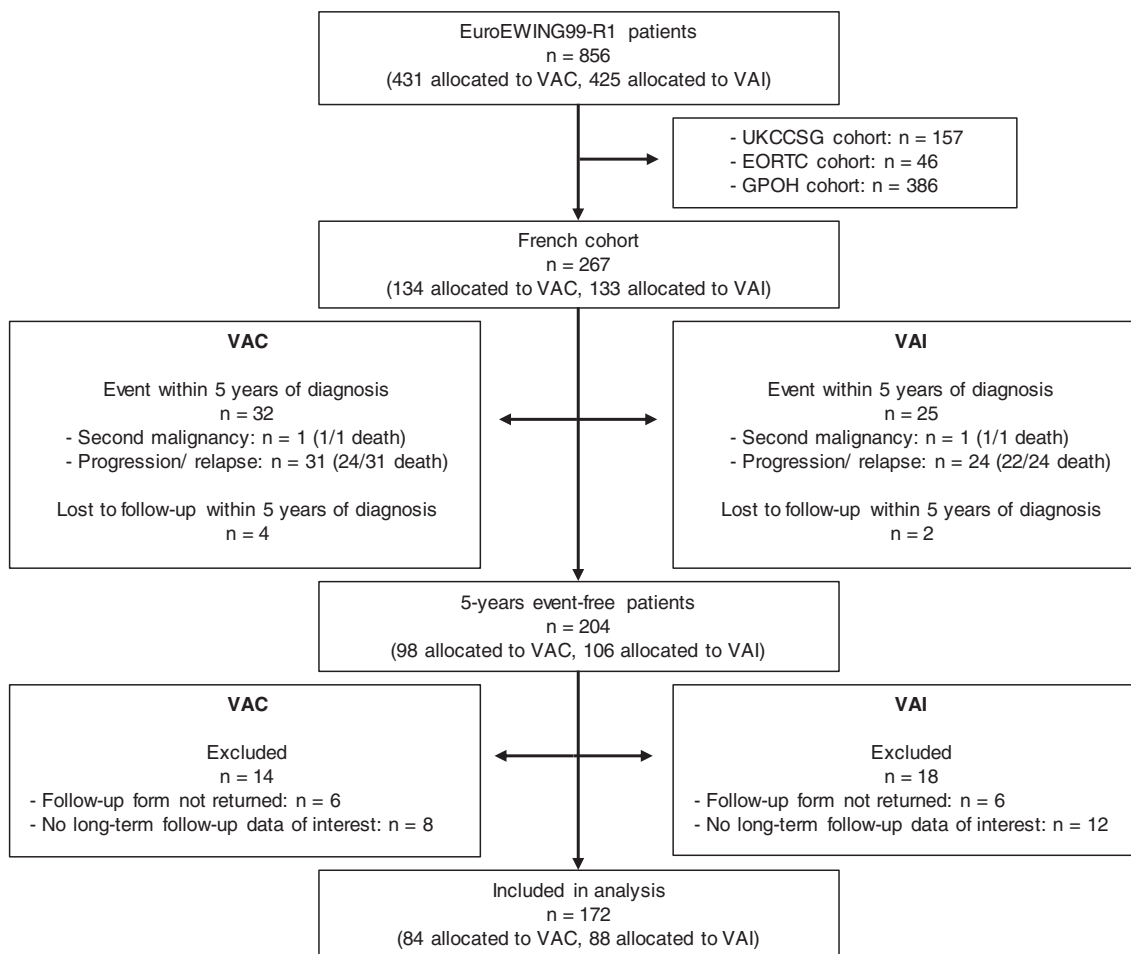 EuroEWING99-R1 patients
n = 856
(431 allocated to VAC, 425 allocated to VAI)
- UKCCSG cohort: n = 157
- EORTC cohort: n = 46
- GPOH cohort: n = 386
French cohort
n = 267
(134 allocated to VAC, 133 allocated to VAI)
VAC
Event within 5 years of diagnosis
n = 32
- Second malignancy: n = 1 (1/1 death)
- Progression/ relapse: n = 31 (24/31 death)
Lost to follow-up within 5 years of diagnosis
n = 4
VAI
Event within 5 years of diagnosis
n = 25
- Second malignancy: n = 1 (1/1 death)
- Progression/ relapse: n = 24 (22/24 death)
Lost to follow-up within 5 years of diagnosis
n = 2
5-years event-free patients
n = 204
(98 allocated to VAC, 106 allocated to VAI)
VAC
Excluded
n = 14
- Follow-up form not returned: n = 6
- No long-term follow-up data of interest: n = 8
VAI
Excluded
n = 18
- Follow-up form not returned: n = 6
- No long-term follow-up data of interest: n = 12
Included in analysis
n = 172
(84 allocated to VAC, 88 allocated to VAI)